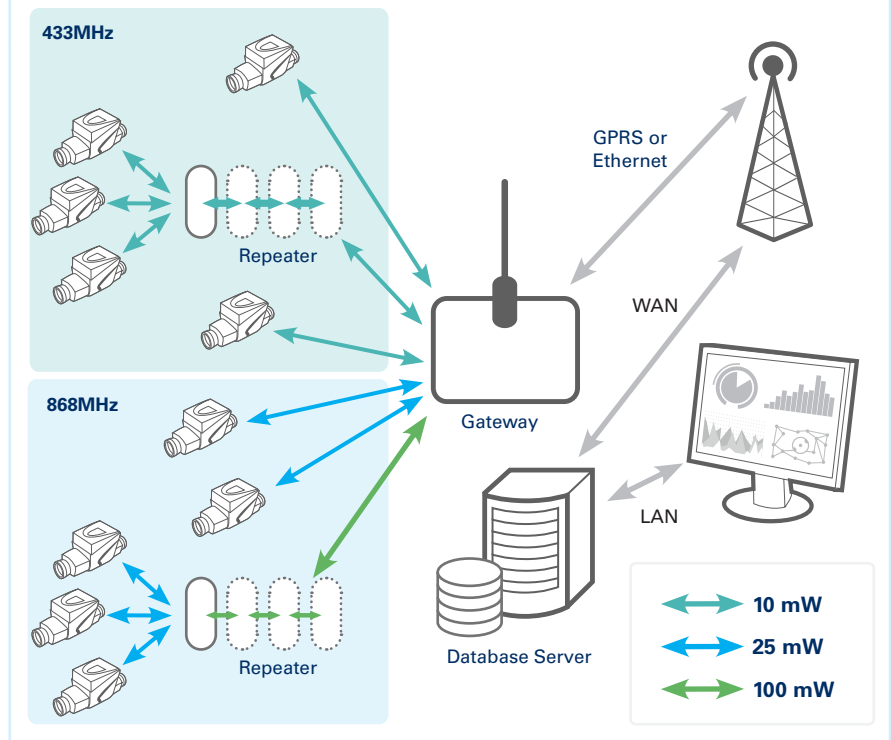 433MHz
Repeater
GPRS or
Ethernet
WAN
868MHz
Gateway
LAN
Repeater
Database Server
10 mW
25 mW
100 mW